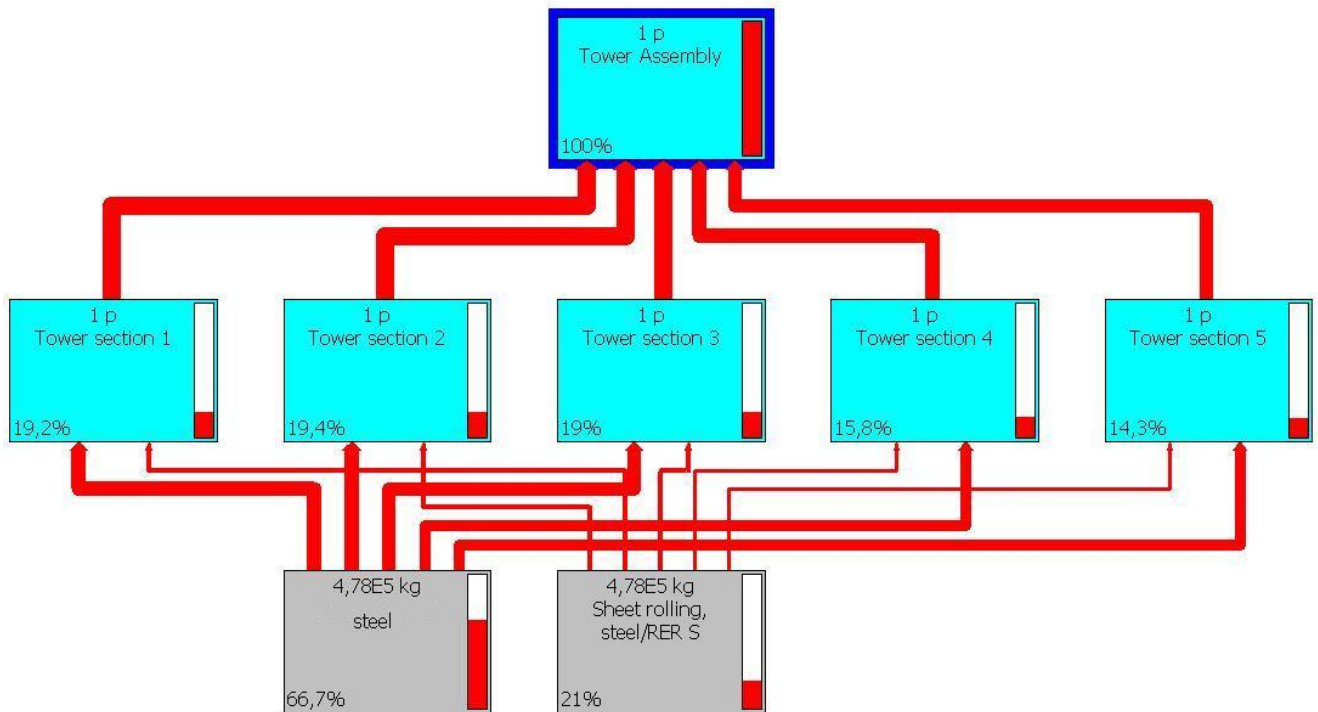 1 p
Tower Assembly
100%
1 p
Tower section 1
19,2%
1 p
Tower section 2
19,4%
1 p
Tower section 3
19%
1 p
Tower section 4
15,8%
1 p
Tower section 5
14,3%
4,78E5 kg
steel
66,7%
4,78E5 kg
Sheet rolling,
steel/RER S
21%